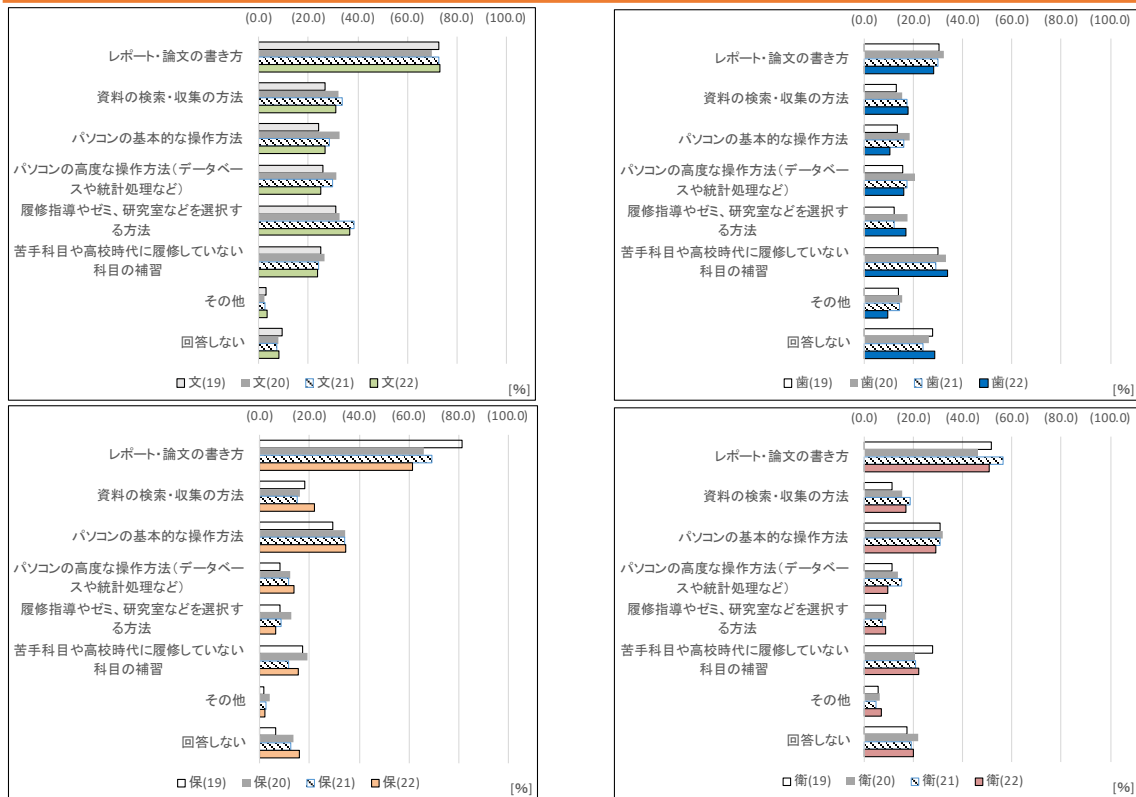 (0.0) (20.0) (40.0) (60.0) (80.0) (100.0)
レポート・論文の書き方
資料の検索・収集の方法
パソコンの基本的な操作方法
パソコンの高度な操作方法(データベー
スや統計処理など)
履修指導やゼミ、研究室などを選択す
る方法
苦手科目や高校時代に履修していない
科目の補習
その他
回答しない
文(19) 文(20) 文(21) 文(22)
[%]
(0.0) (20.0) (40.0) (60.0) (80.0) (100.0)
レポート・論文の書き方
資料の検索・収集の方法
パソコンの基本的な操作方法
パソコンの高度な操作方法(データベー
スや統計処理など)
履修指導やゼミ、研究室などを選択す
る方法
苦手科目や高校時代に履修していない
科目の補習
その他
回答しない
歯(19) 歯(20) 歯(21) 歯(22)
[%]
(0.0) (20.0) (40.0) (60.0) (80.0) (100.0)
レポート・論文の書き方
資料の検索・収集の方法
パソコンの基本的な操作方法
パソコンの高度な操作方法(データベー
スや統計処理など)
履修指導やゼミ、研究室などを選択す
る方法
苦手科目や高校時代に履修していない
科目の補習
その他
回答しない
保(19) 保(20) 保(21) 保(22)
[%]
(0.0) (20.0) (40.0) (60.0) (80.0) (100.0)
レポート・論文の書き方
資料の検索・収集の方法
パソコンの基本的な操作方法
パソコンの高度な操作方法(データベー
スや統計処理など)
履修指導やゼミ、研究室などを選択す
る方法
苦手科目や高校時代に履修していない
科目の補習
その他
回答しない
衛(19) 衛(20) 衛(21) 衛(22)
[%]